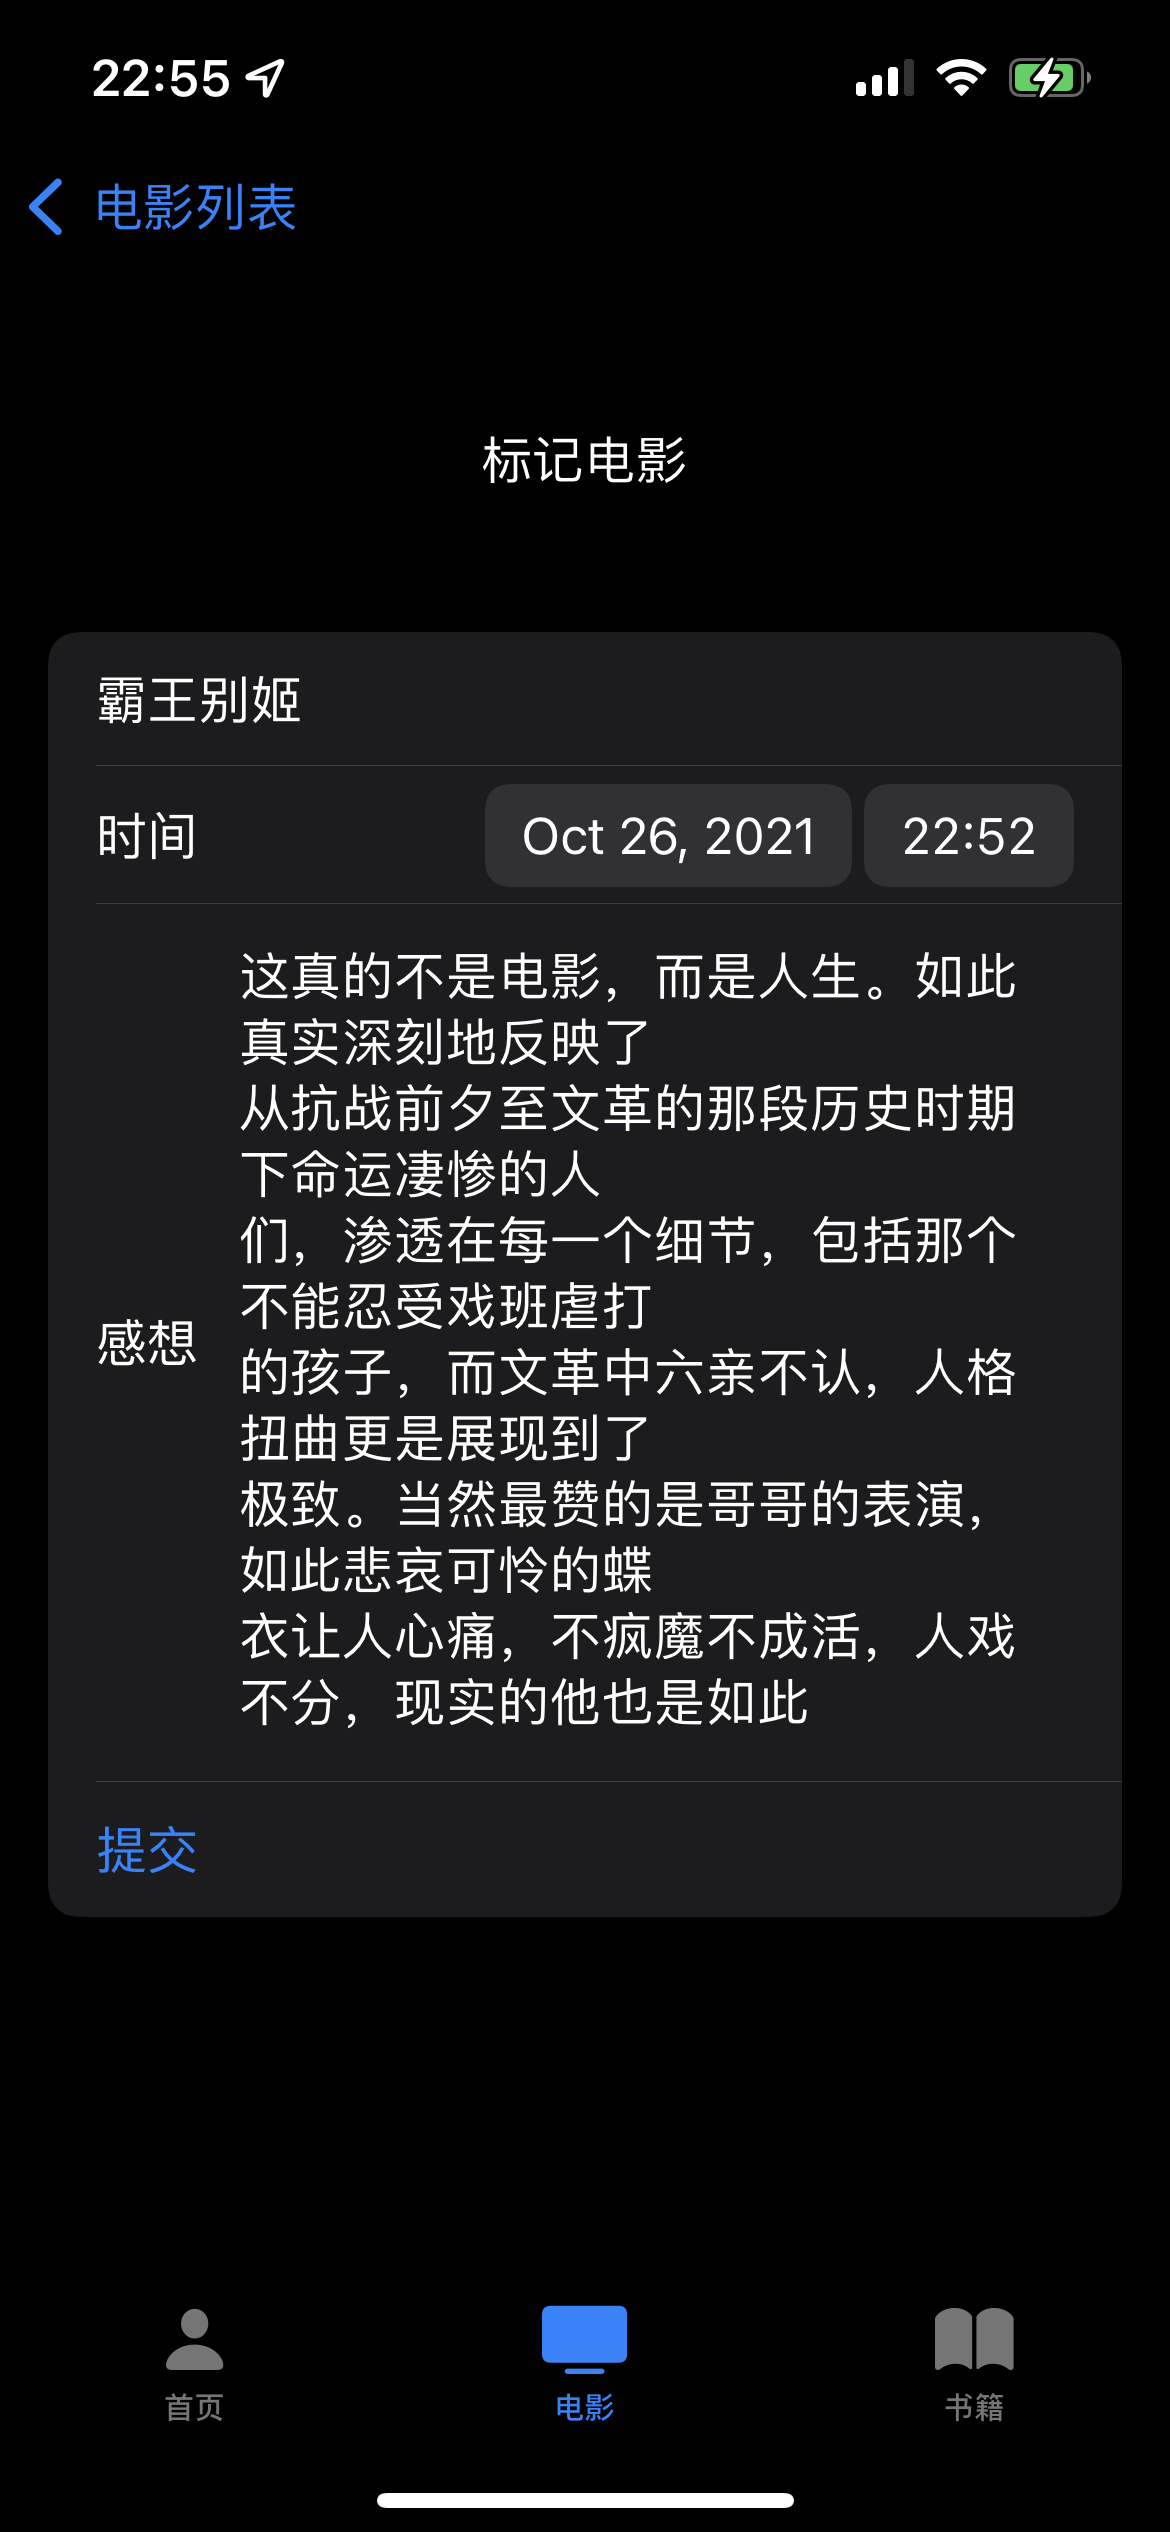 22:55
电影列表
标记电影
霸王别姬
时间 Oct 26, 2021 22:52
这真的不是电影，而是人生。如此
真实深刻地反映了
从抗战前夕至文革的那段历史时期
下命运凄惨的人
们，渗透在每一个细节，包括那个
不能忍受戏班虐打
感想
的孩子，而文革中六亲不认，人格
扭曲更是展现到了
极致。当然最赞的是哥哥的表演，
如此悲哀可怜的蝶
衣让人心痛，不疯魔不成活，人戏
不分，现实的他也是如此
提交
首页 电影 书籍